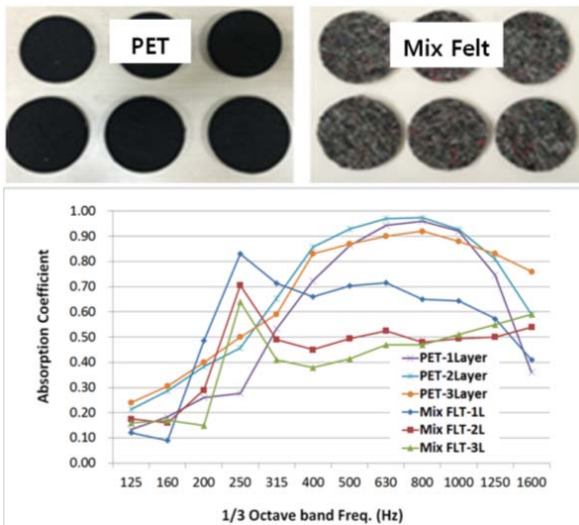 PET
Mix Felt
1.00
0.90
0.80
0.70
0.60
0.50
0.40
0.30
0.20
0.10
0.00
Absorption Coefficient
PET-1Layer
PET-2Layer
PET-3Layer
Mix FLT-1L
Mix FLT-2L
Mix FLT-3L
125 160 200 250 315 400 500 630 800 1000 1250 1600
1/3 Octave band Freq. (Hz)